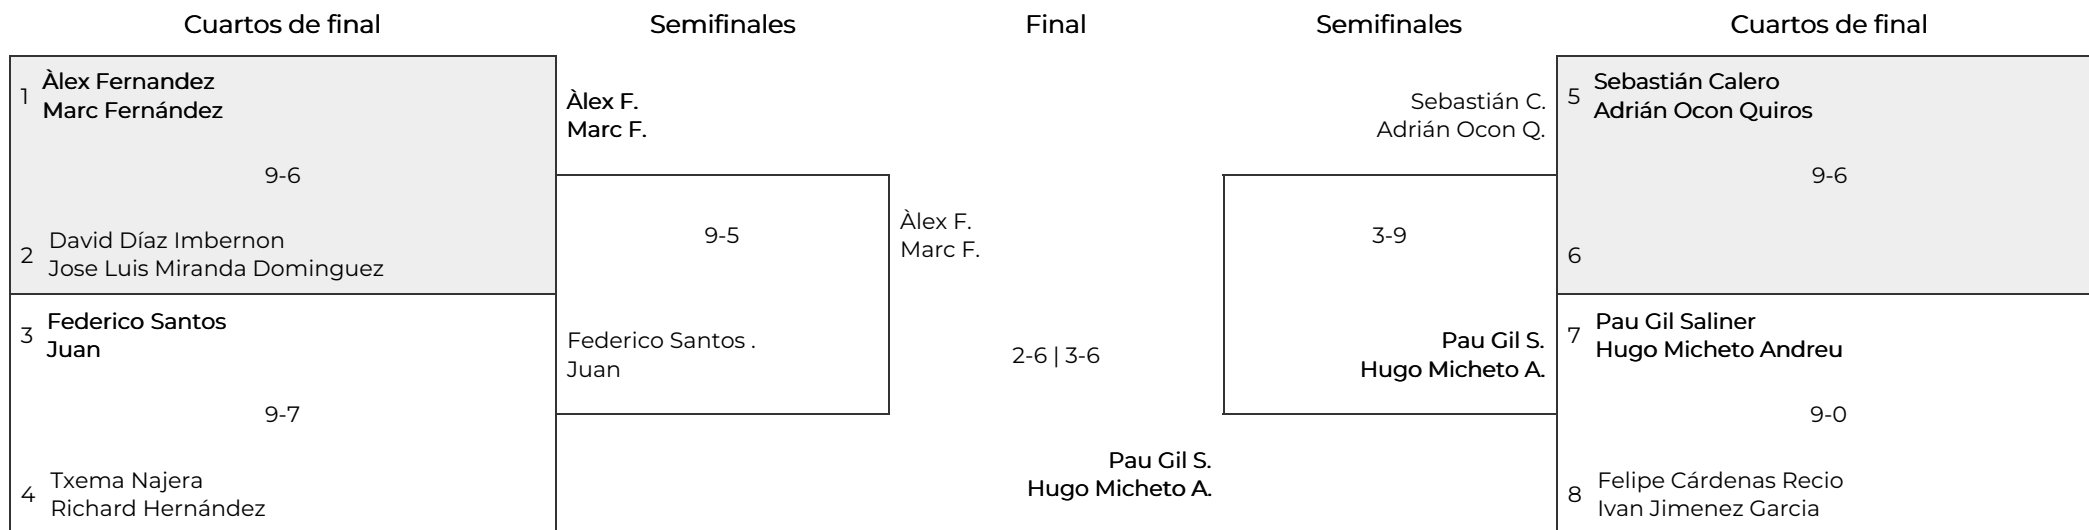 Cuartos de final
Semifinales
Final
Semifinales
Cuartos de final
1
Àlex Fernandez
Marc Fernández
9-6
2
David Díaz Imbernon
Jose Luis Miranda Dominguez
3
Federico Santos
Juan
9-7
4
Txema Najera
Richard Hernández
Àlex F.
Marc F.
9-5
Federico Santos .
Juan
Àlex F.
Marc F.
2-6 | 3-6
Pau Gil S.
Hugo Micheto A.
Sebastián C.
Adrián Ocon Q.
3-9
Pau Gil S.
Hugo Micheto A.
5
Sebastián Calero
Adrián Ocon Quiros
9-6
6
7
Pau Gil Saliner
Hugo Micheto Andreu
9-0
8
Felipe Cárdenas Recio
Ivan Jimenez Garcia